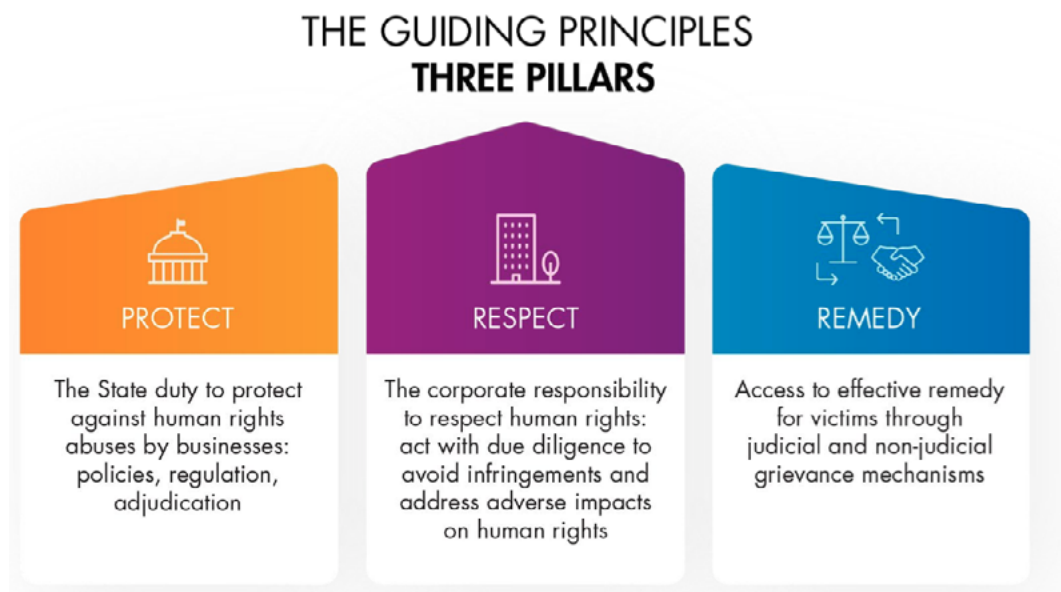 THE GUIDING PRINCIPLES
THREE PILLARS
PROTECT
The State duty to protect
against human rights
abuses by businesses:
policies, regulation,
adjudication
RESPECT
The corporate responsibility
to respect human rights:
act with due diligence to
avoid infringements and
address adverse impacts
on human rights
REMEDY
Access to effective remedy
for victims through
judicial and non-judicial
grievance mechanisms